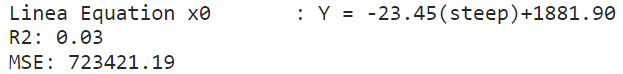 Linea Equation x0       : Y = -23.45(steep)+1881.90
R2: 0.03
MSE: 723421.19